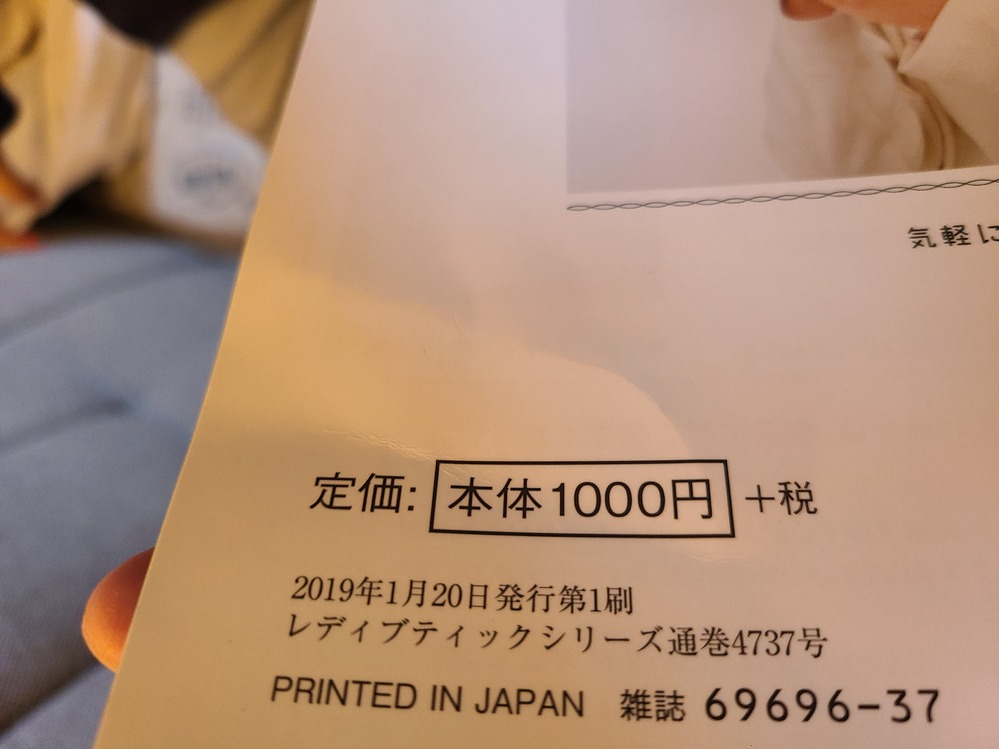 気軽に
定価: 本体1000円 +税
2019年1月20日発行第1刷
レディブティックシリーズ通巻4737号
PRINTED IN JAPAN 雑誌 69696-37